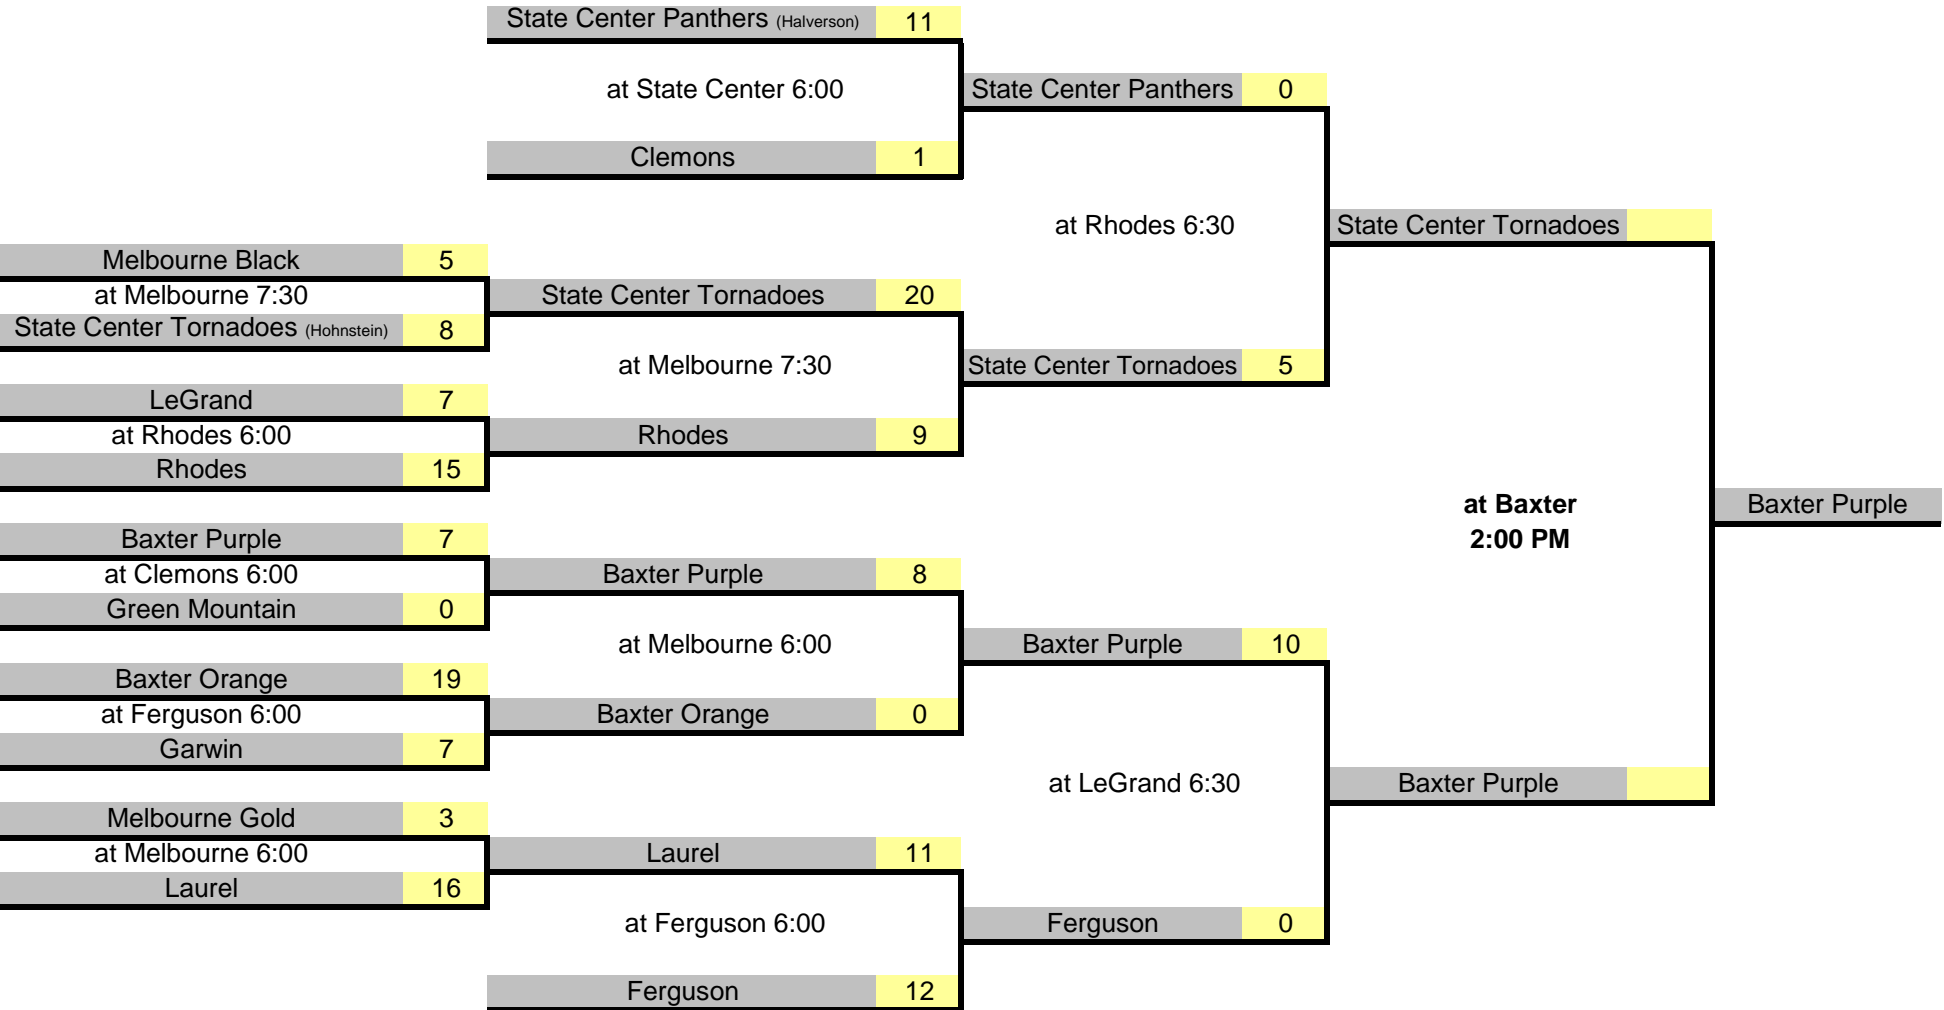 State Center Panthers (Halverson) 11
at State Center 6:00
State Center Panthers 0
Clemons 1
at Rhodes 6:30
State Center Tornadoes
Melbourne Black 5
at Melbourne 7:30
State Center Tornadoes 20
State Center Tornadoes (Hohnstein) 8
at Melbourne 7:30
State Center Tornadoes 5
LeGrand 7
at Rhodes 6:00
Rhodes 9
Rhodes 15
at Baxter
2:00 PM
Baxter Purple
Baxter Purple 7
at Clemons 6:00
Baxter Purple 8
Green Mountain 0
at Melbourne 6:00
Baxter Purple 10
Baxter Orange 19
at Ferguson 6:00
Baxter Orange 0
Garwin 7
at LeGrand 6:30
Baxter Purple
Melbourne Gold 3
at Melbourne 6:00
Laurel 11
Laurel 16
at Ferguson 6:00
Ferguson 0
Ferguson 12